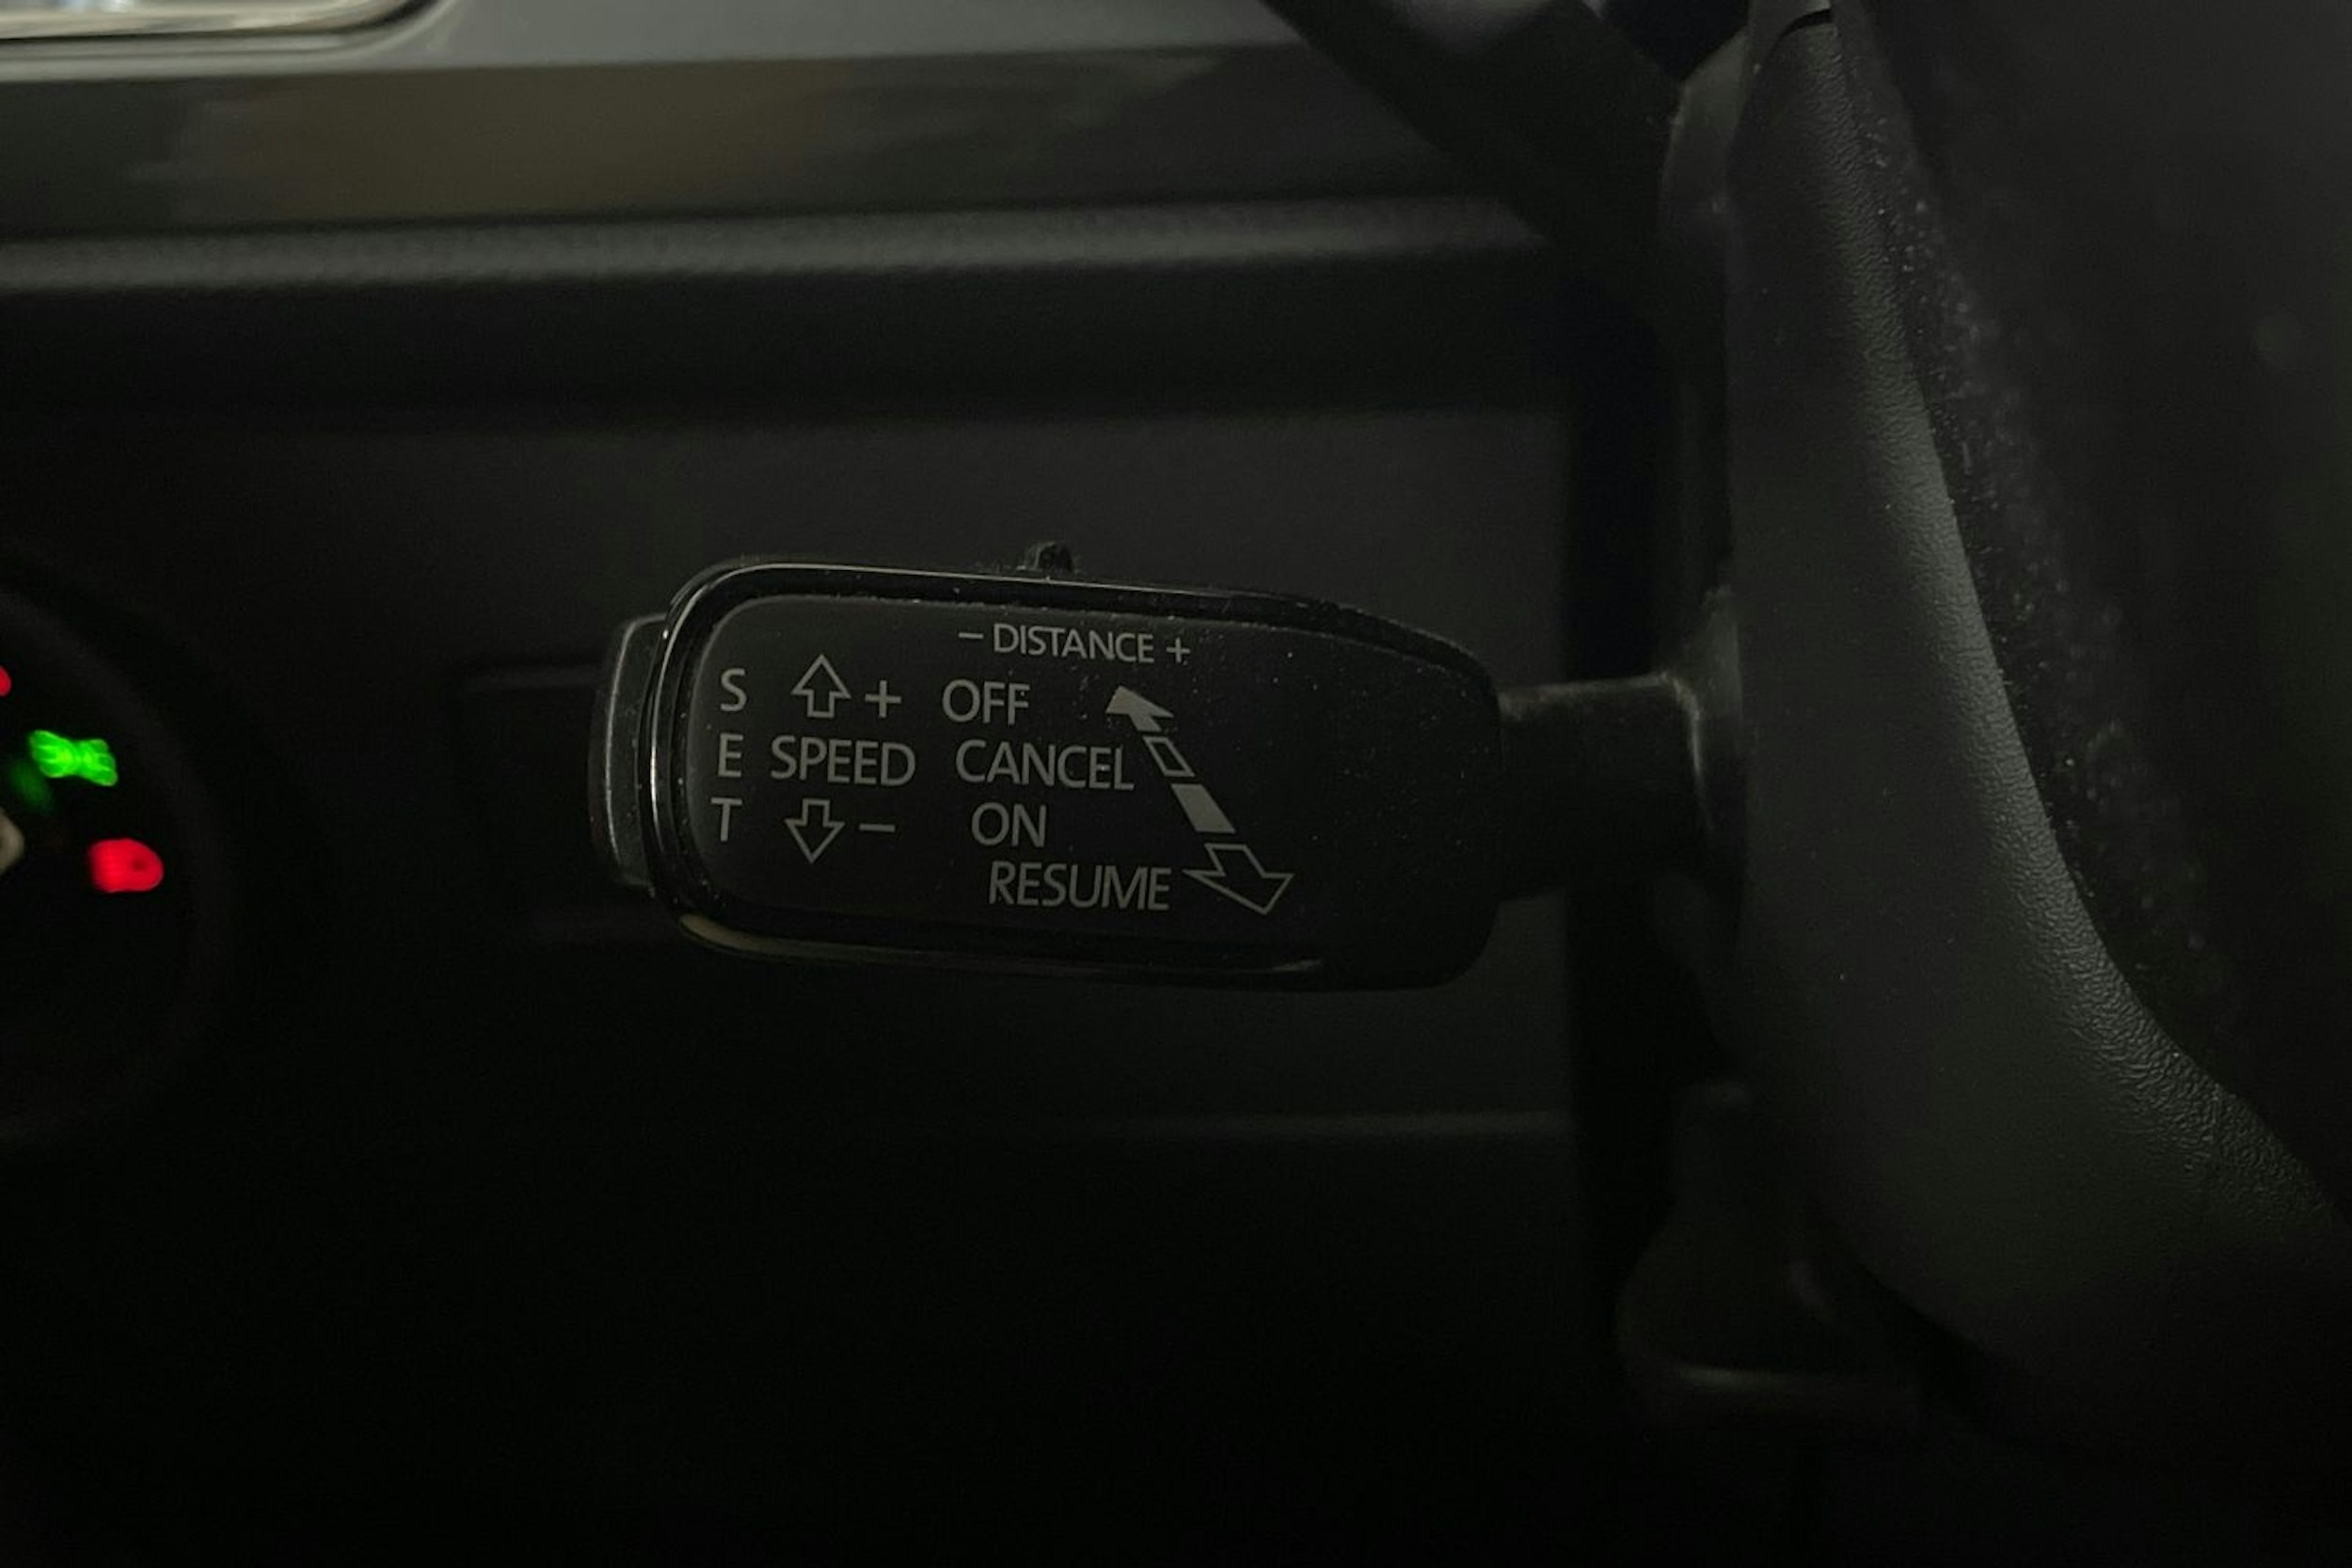 − DISTANCE +
S + OFF
E SPEED CANCEL
T − ON
RESUME